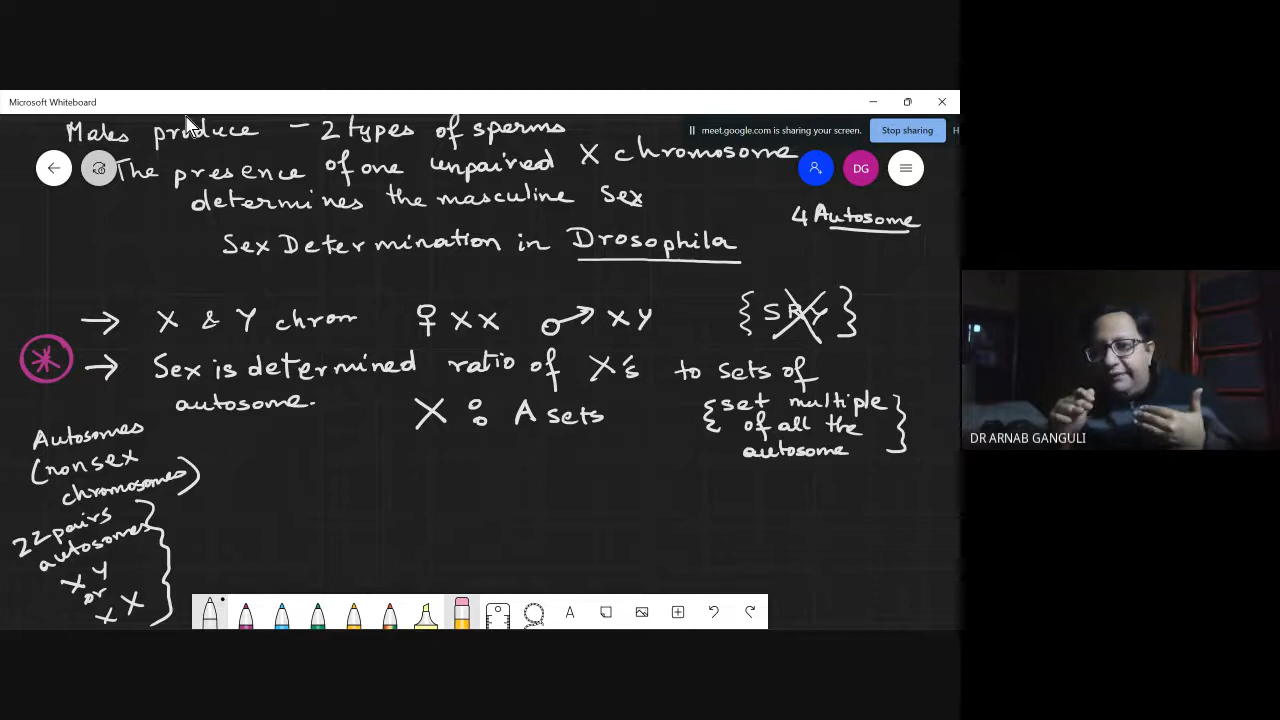 Microsoft Whiteboard
meet.google.com is sharing your screen.
Stop sharing
H
Males produce - 2 types of sperms
The presence of one unpaired X chromosome
determines the masculine sex
DG
4 Autosome
Sex Determination in Drosophila
→ X & Y chrom ♀ XX ♂ XY {SRY}
→ Sex is determined ratio of X's to sets of
autosome.
X : A sets
{set multiple
of all the
autosome}
Autosomes
(nonsex
chromosomes)
22 pairs
autosomes
XY
or
XX
A
DR ARNAB GANGULI